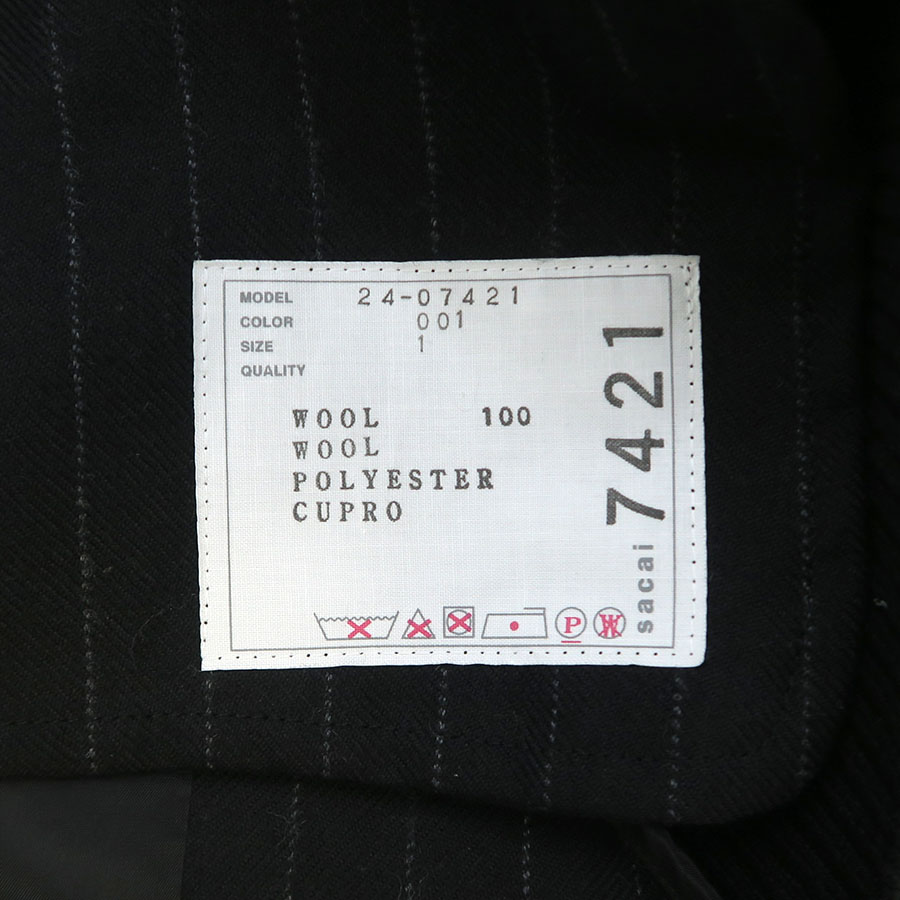 MODEL 24-07421
COLOR 001
SIZE 1
QUALITY
WOOL 100
WOOL
POLYESTER
CUPRO
P
W
sacai 7421